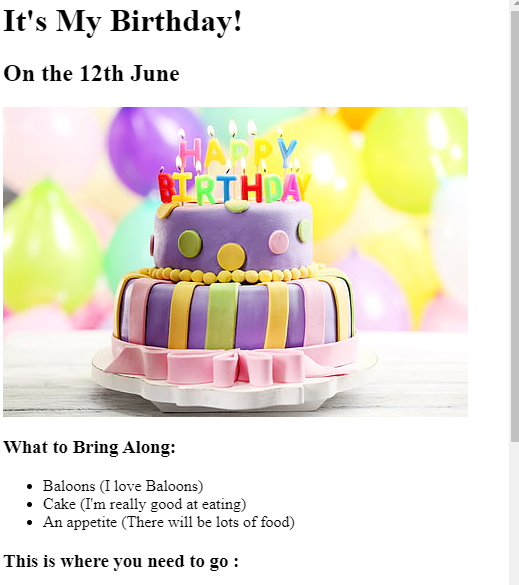 It's My Birthday!
On the 12th June
HAPPY
BIRTHDAY
What to Bring Along:
Baloons (I love Baloons)
Cake (I'm really good at eating)
An appetite (There will be lots of food)
This is where you need to go :